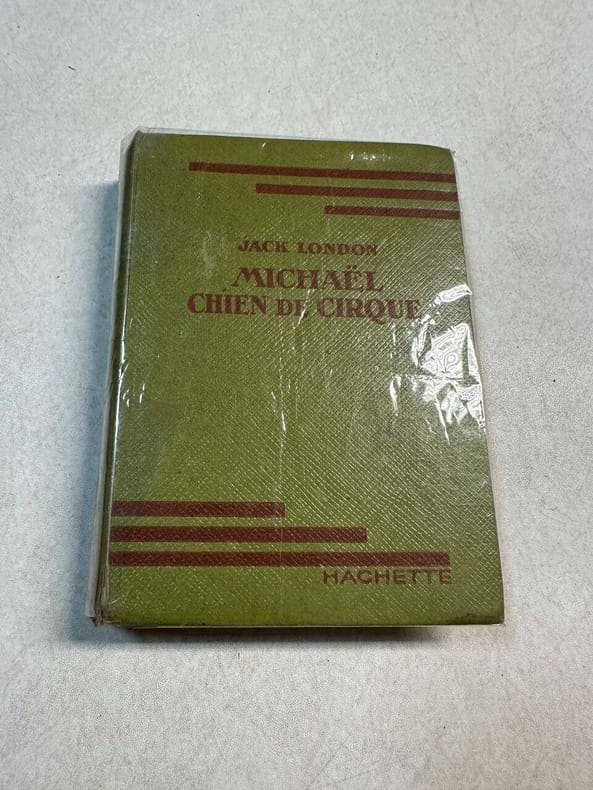 JACK LONDON
MICHAËL
CHIEN DE CIRQUE
HACHETTE